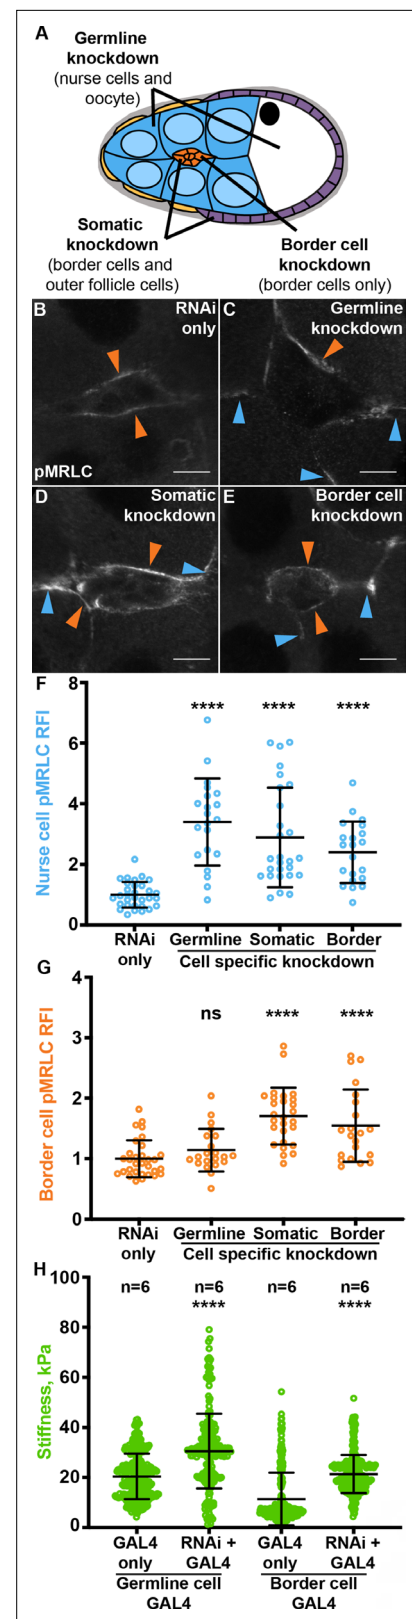 A
Germline
knockdown
(nurse cells and
oocyte)
Somatic
knockdown
(border cells and
outer follicle cells)
Border cell
knockdown
(border cells only)
B
RNAi
only
pMRLC
C
Germline
knockdown
D
Somatic
knockdown
E
Border cell
knockdown
F
Nurse cell pMRLC RFI
8
6
4
2
0
**** **** ****
RNAi
only
Germline Somatic Border
Cell specific knockdown
G
Border cell pMRLC RFI
4
3
2
1
0
ns **** ****
RNAi
only
Germline Somatic Border
Cell specific knockdown
H
Stiffness, kPa
100
80
60
40
20
0
n=6 n=6 n=6 n=6
**** ****
GAL4
only
RNAi +
GAL4
GAL4
only
RNAi +
GAL4
Germline cell
GAL4
Border cell
GAL4